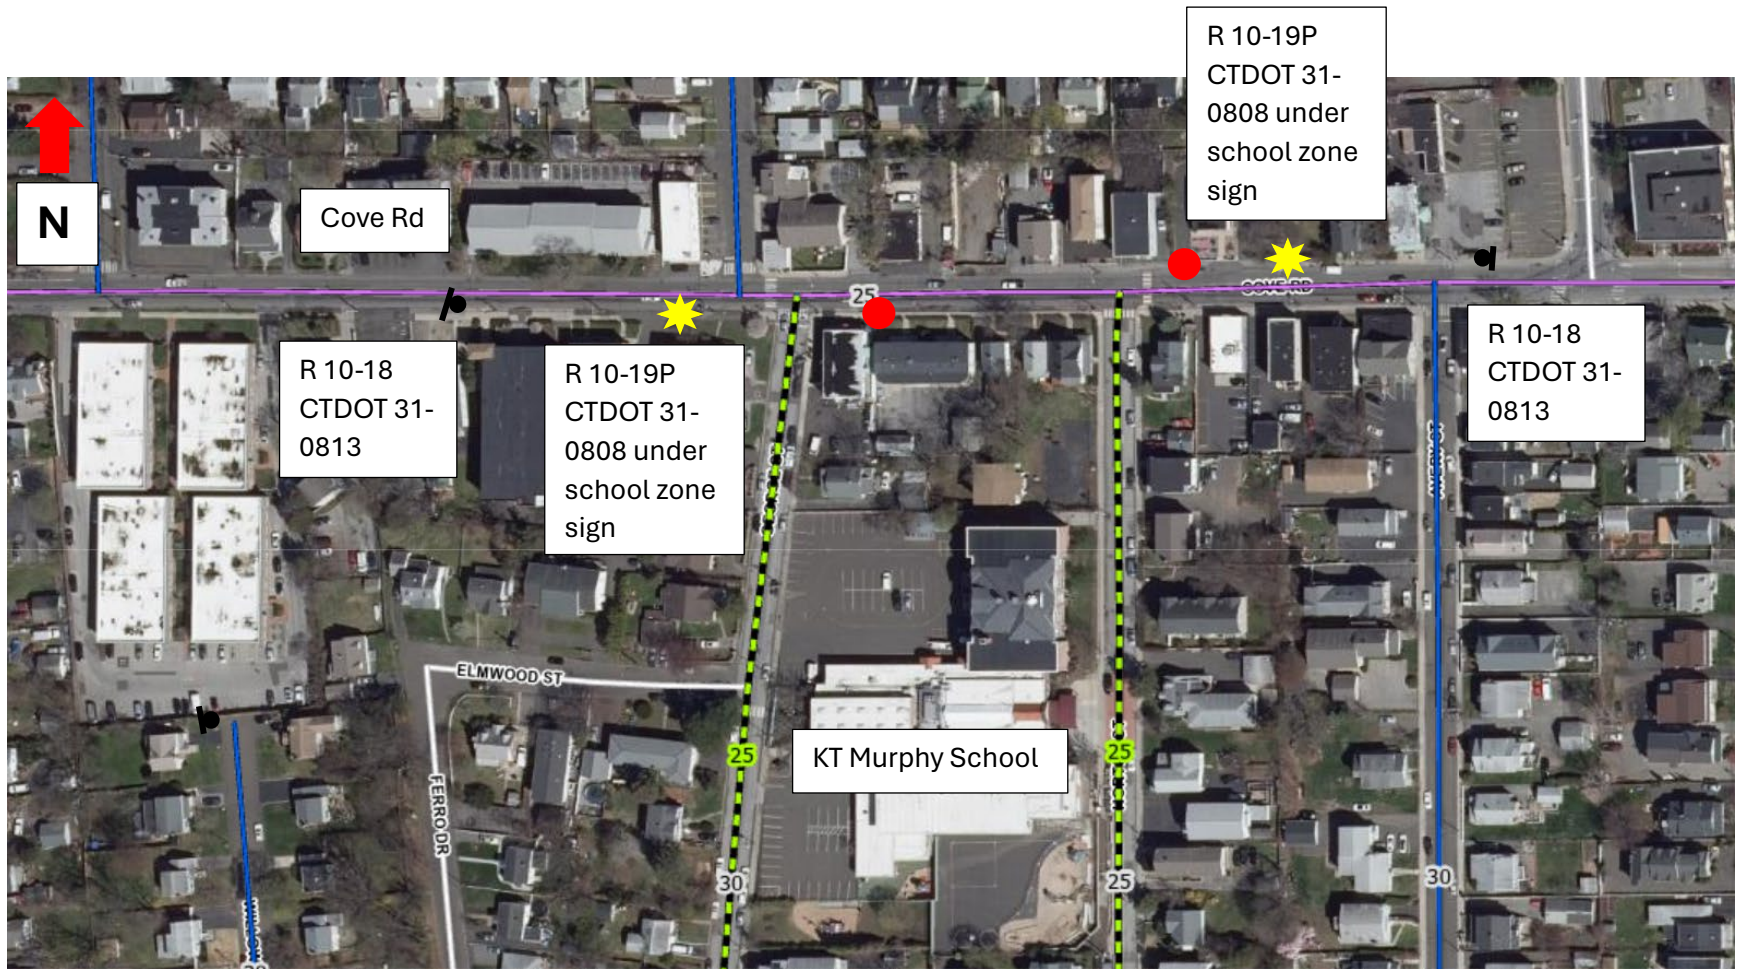 R 10-19P
CTDOT 31-
0808 under
school zone
sign
N
Cove Rd
25
COVE RD
R 10-18
CTDOT 31-
0813
R 10-19P
CTDOT 31-
0808 under
school zone
sign
R 10-18
CTDOT 31-
0813
ELMWOOD ST
25
KT Murphy School
25
FERRO DR
30
25
30